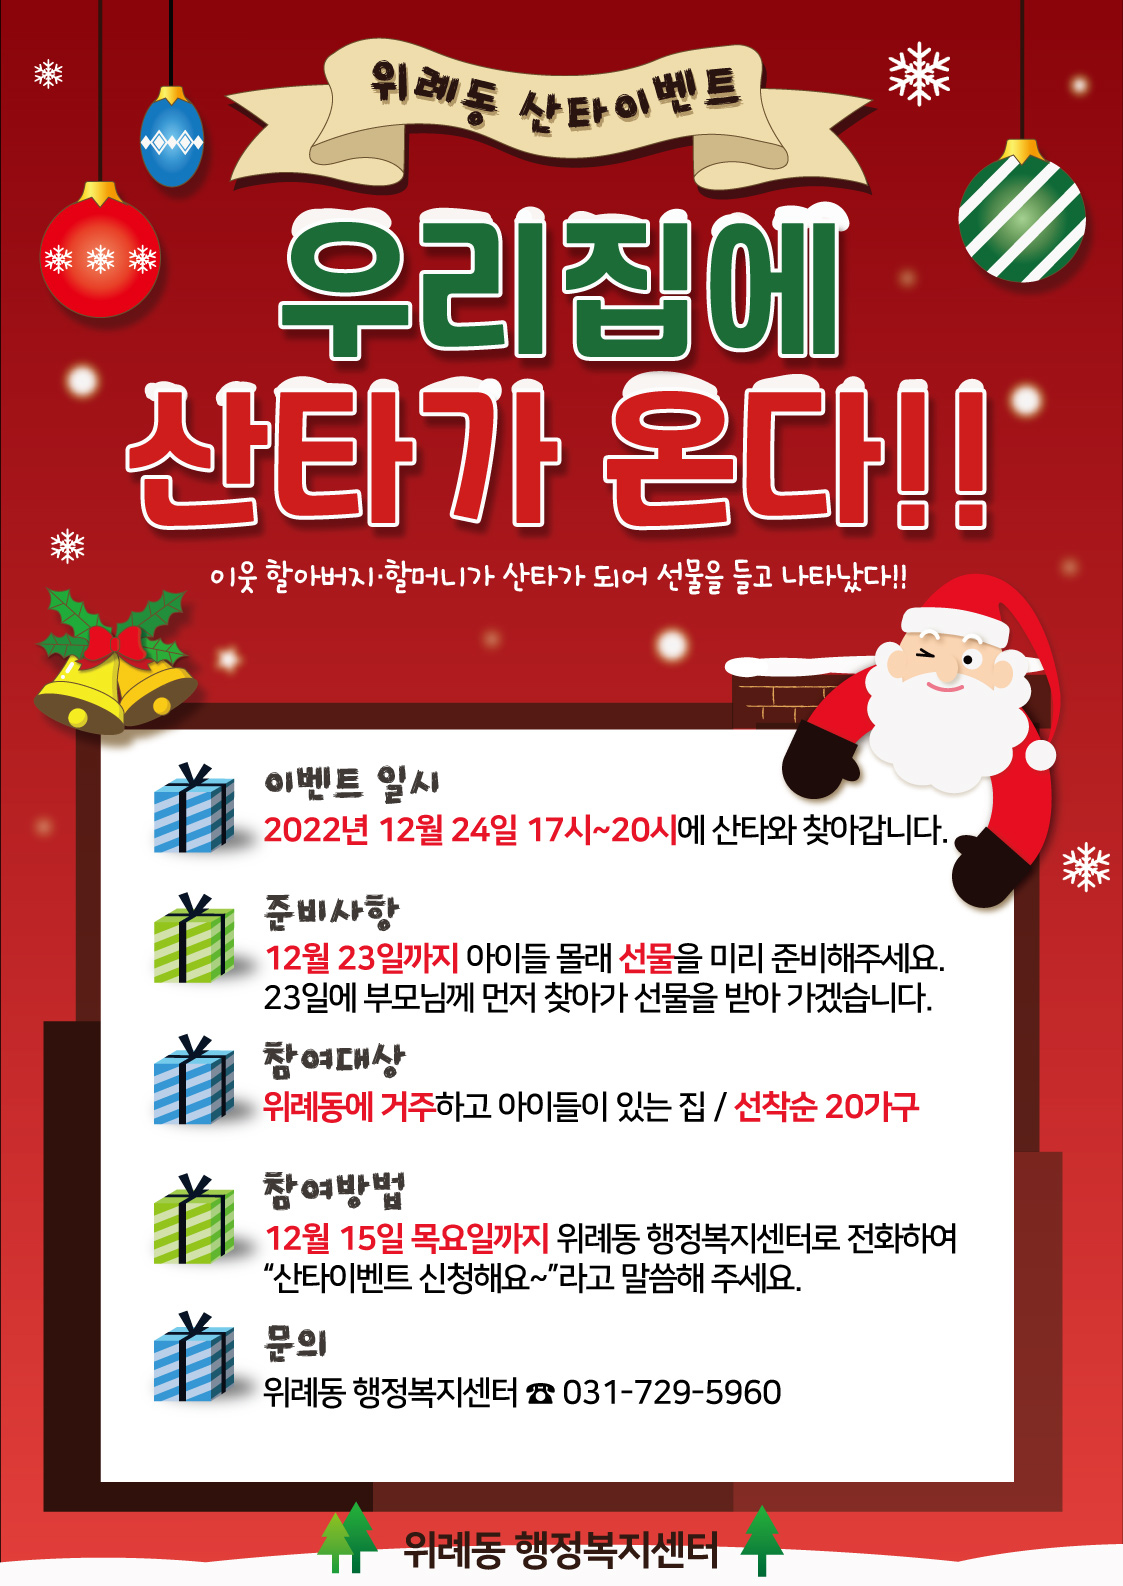 위례동 산타이벤트
우리집에
산타가 온다!!
이웃 할아버지·할머니가 산타가 되어 선물을 들고 나타났다!!
이벤트 일시
2022년 12월 24일 17시~20시에 산타와 찾아갑니다.
준비사항
12월 23일까지 아이들 몰래 선물을 미리 준비해주세요.
23일에 부모님께 먼저 찾아가 선물을 받아 가겠습니다.
참여대상
위례동에 거주하고 아이들이 있는 집 / 선착순 20가구
참여방법
12월 15일 목요일까지 위례동 행정복지센터로 전화하여
“산타이벤트 신청해요~”라고 말씀해 주세요.
문의
위례동 행정복지센터 ☎ 031-729-5960
위례동 행정복지센터